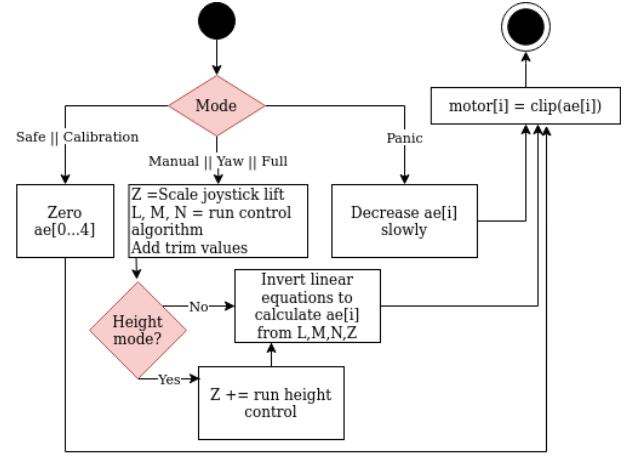 Mode
Safe || Calibration
Manual || Yaw || Full
Panic
motor[i] = clip(ae[i])
Zero
ae[0...4]
Z =Scale joystick lift
L, M, N = run control
algorithm
Add trim values
Decrease ae[i]
slowly
Height
mode?
No
Invert linear
equations to
calculate ae[i]
from L,M,N,Z
Yes
Z += run height
control